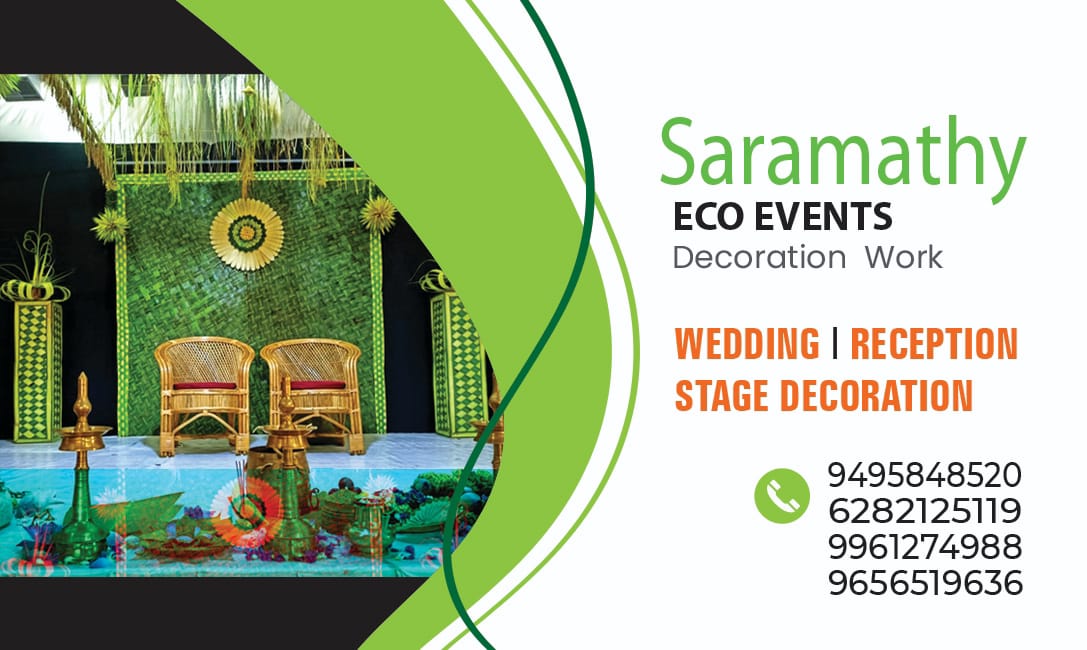 Saramathy
ECO EVENTS
Decoration Work
WEDDING | RECEPTION
STAGE DECORATION
9495848520
6282125119
9961274988
9656519636